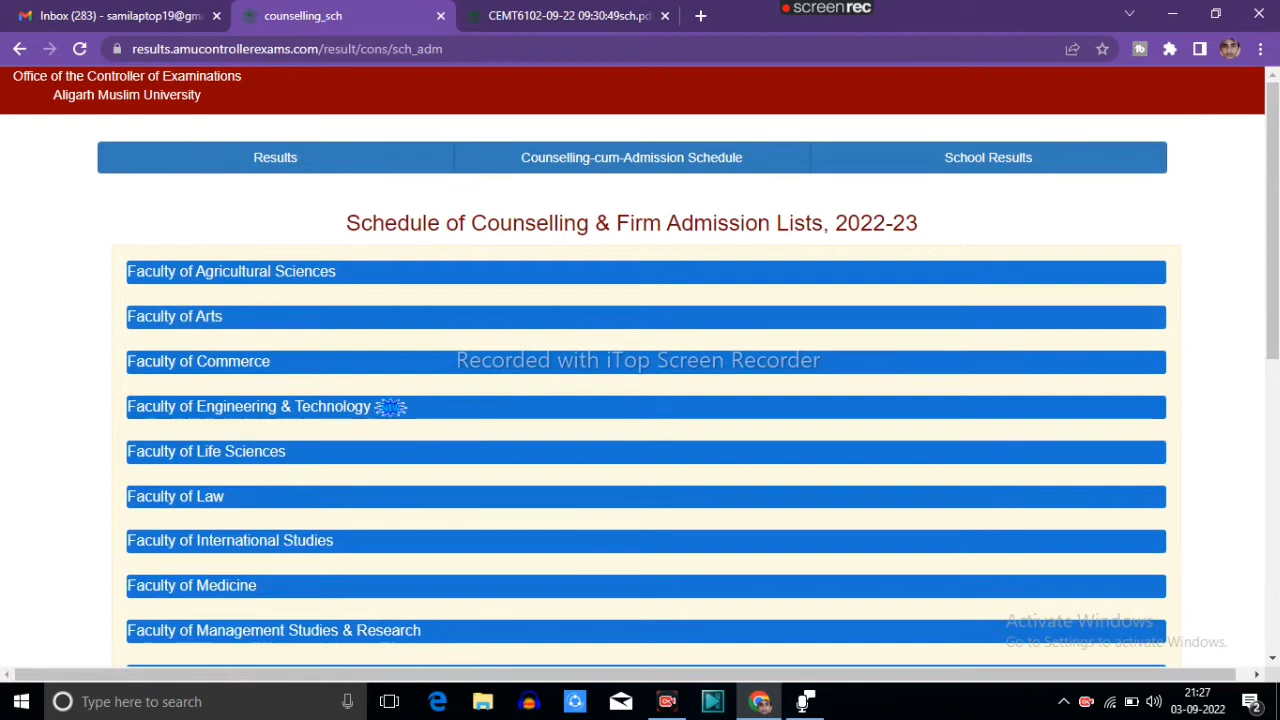 Inbox (283) - samilaptop19@gma
counselling_sch
CEMT6102-09-22 09:30:49sch.pd
screenrec
results.amucontrollerexams.com/result/cons/sch_adm
Office of the Controller of Examinations
Aligarh Muslim University
Results
Counselling-cum-Admission Schedule
School Results
Schedule of Counselling & Firm Admission Lists, 2022-23
Faculty of Agricultural Sciences
Faculty of Arts
Faculty of Commerce
Recorded with iTop Screen Recorder
Faculty of Engineering & Technology
Faculty of Life Sciences
Faculty of Law
Faculty of International Studies
Faculty of Medicine
Faculty of Management Studies & Research
Activate Windows
Go to Settings to activate Windows.
Type here to search
21:27
03-09-2022
2